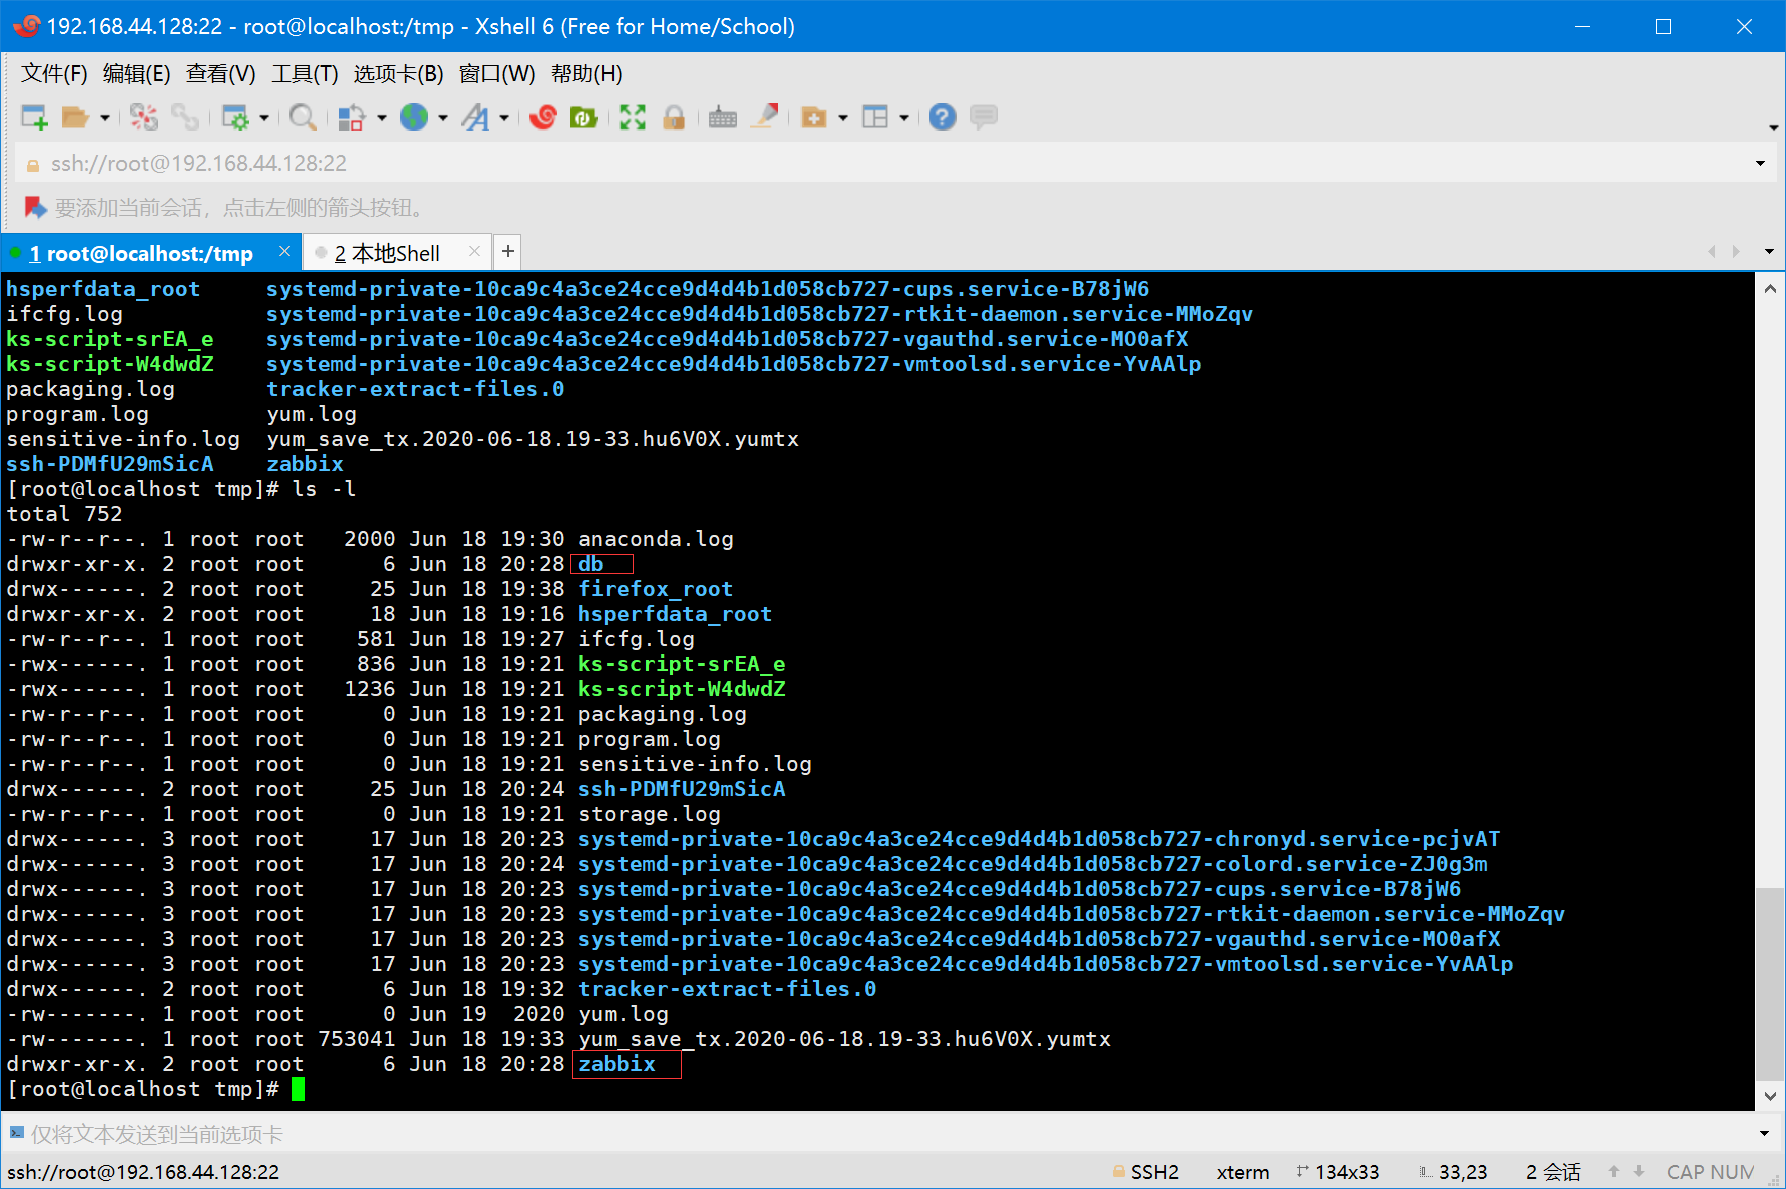 192.168.44.128:22 - root@localhost:/tmp - Xshell 6 (Free for Home/School)
文件(F) 编辑(E) 查看(V) 工具(T) 选项卡(B) 窗口(W) 帮助(H)
ssh://root@192.168.44.128:22
要添加当前会话，点击左侧的箭头按钮。
1 root@localhost:/tmp × 2 本地Shell × +
hsperfdata_root systemd-private-10ca9c4a3ce24cce9d4d4b1d058cb727-cups.service-B78jW6
ifcfg.log systemd-private-10ca9c4a3ce24cce9d4d4b1d058cb727-rtkit-daemon.service-MMoZqv
ks-script-srEA_e systemd-private-10ca9c4a3ce24cce9d4d4b1d058cb727-vgauthd.service-MO0afX
ks-script-W4dwdZ systemd-private-10ca9c4a3ce24cce9d4d4b1d058cb727-vmtoolsd.service-YvAAlp
packaging.log tracker-extract-files.0
program.log yum.log
sensitive-info.log yum_save_tx.2020-06-18.19-33.hu6V0X.yumtx
ssh-PDMfU29mSicA zabbix
[root@localhost tmp]# ls -l
total 752
-rw-r--r--. 1 root root 2000 Jun 18 19:30 anaconda.log
drwxr-xr-x. 2 root root 6 Jun 18 20:28 db
drwx------. 2 root root 25 Jun 18 19:38 firefox_root
drwxr-xr-x. 2 root root 18 Jun 18 19:16 hsperfdata_root
-rw-r--r--. 1 root root 581 Jun 18 19:27 ifcfg.log
-rwx------. 1 root root 836 Jun 18 19:21 ks-script-srEA_e
-rwx------. 1 root root 1236 Jun 18 19:21 ks-script-W4dwdZ
-rw-r--r--. 1 root root 0 Jun 18 19:21 packaging.log
-rw-r--r--. 1 root root 0 Jun 18 19:21 program.log
-rw-r--r--. 1 root root 0 Jun 18 19:21 sensitive-info.log
drwx------. 2 root root 25 Jun 18 20:24 ssh-PDMfU29mSicA
-rw-r--r--. 1 root root 0 Jun 18 19:21 storage.log
drwx------. 3 root root 17 Jun 18 20:23 systemd-private-10ca9c4a3ce24cce9d4d4b1d058cb727-chronyd.service-pcjvAT
drwx------. 3 root root 17 Jun 18 20:24 systemd-private-10ca9c4a3ce24cce9d4d4b1d058cb727-colord.service-ZJ0g3m
drwx------. 3 root root 17 Jun 18 20:23 systemd-private-10ca9c4a3ce24cce9d4d4b1d058cb727-cups.service-B78jW6
drwx------. 3 root root 17 Jun 18 20:23 systemd-private-10ca9c4a3ce24cce9d4d4b1d058cb727-rtkit-daemon.service-MMoZqv
drwx------. 3 root root 17 Jun 18 20:23 systemd-private-10ca9c4a3ce24cce9d4d4b1d058cb727-vgauthd.service-MO0afX
drwx------. 3 root root 17 Jun 18 20:23 systemd-private-10ca9c4a3ce24cce9d4d4b1d058cb727-vmtoolsd.service-YvAAlp
drwx------. 2 root root 6 Jun 18 19:32 tracker-extract-files.0
-rw-------. 1 root root 0 Jun 19 2020 yum.log
-rw-------. 1 root root 753041 Jun 18 19:33 yum_save_tx.2020-06-18.19-33.hu6V0X.yumtx
drwxr-xr-x. 2 root root 6 Jun 18 20:28 zabbix
[root@localhost tmp]#
仅将文本发送到当前选项卡
ssh://root@192.168.44.128:22 SSH2 xterm 134x33 33,23 2 会话 CAP NUM